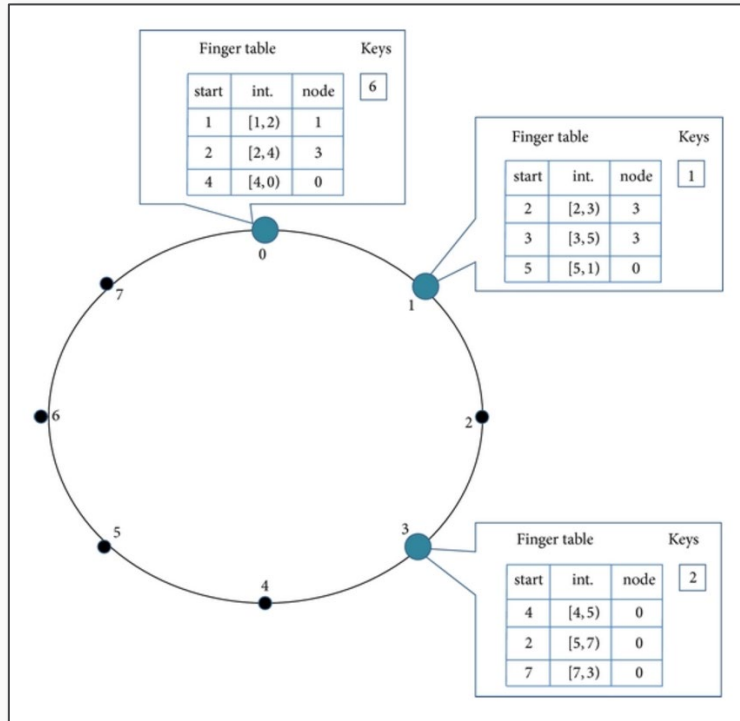 Finger table Keys
start int. node 6
1 [1,2) 1
2 [2,4) 3
4 [4,0) 0
Finger table Keys
start int. node 1
2 [2,3) 3
3 [3,5) 3
5 [5,1) 0
0
7
1
6
2
5
3
4
Finger table Keys
start int. node 2
4 [4,5) 0
2 [5,7) 0
7 [7,3) 0